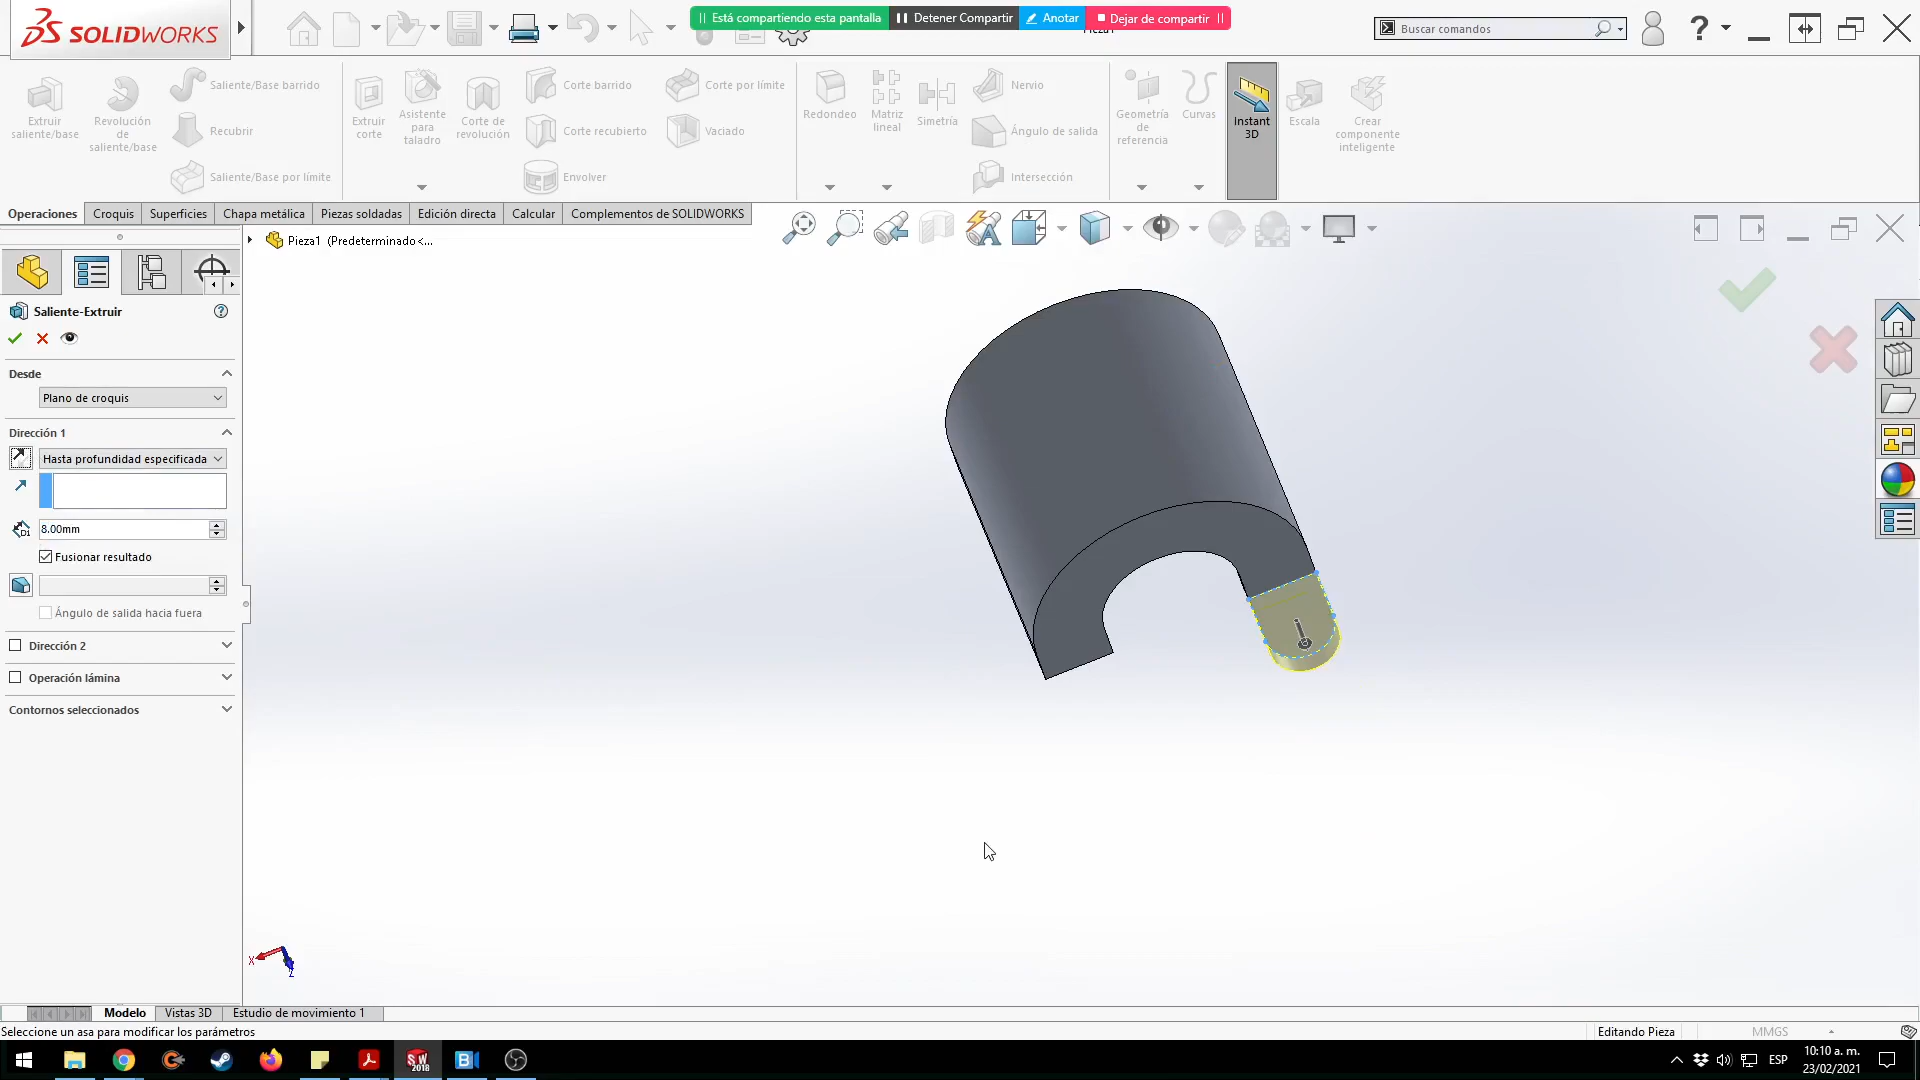 SOLIDWORKS
Está compartiendo esta pantalla
Detener Compartir
Anotar
Dejar de compartir
Buscar comandos
?
Extruir
saliente/base
Revolución
de
saliente/base
Saliente/Base barrido
Recubrir
Saliente/Base por límite
Extruir
corte
Asistente
para
taladro
Corte de
revolución
Corte barrido
Corte recubierto
Envolver
Corte por límite
Vaciado
Redondeo
Matriz
lineal
Simetría
Nervio
Ángulo de salida
Intersección
Geometría
de
referencia
Curvas
Instant
3D
Escala
Crear
componente
inteligente
Operaciones
Croquis
Superficies
Chapa metálica
Piezas soldadas
Edición directa
Calcular
Complementos de SOLIDWORKS
Pieza1 (Predeterminado<...
Saliente-Extruir
?
Desde
Plano de croquis
Dirección 1
Hasta profundidad especificada
D1
8.00mm
Fusionar resultado
Ángulo de salida hacia fuera
Dirección 2
Operación lámina
Contornos seleccionados
X
Z
Modelo
Vistas 3D
Estudio de movimiento 1
Seleccione un asa para modificar los parámetros
Editando Pieza
MMGS
SW
2018
B
ESP
10:10 a. m.
23/02/2021